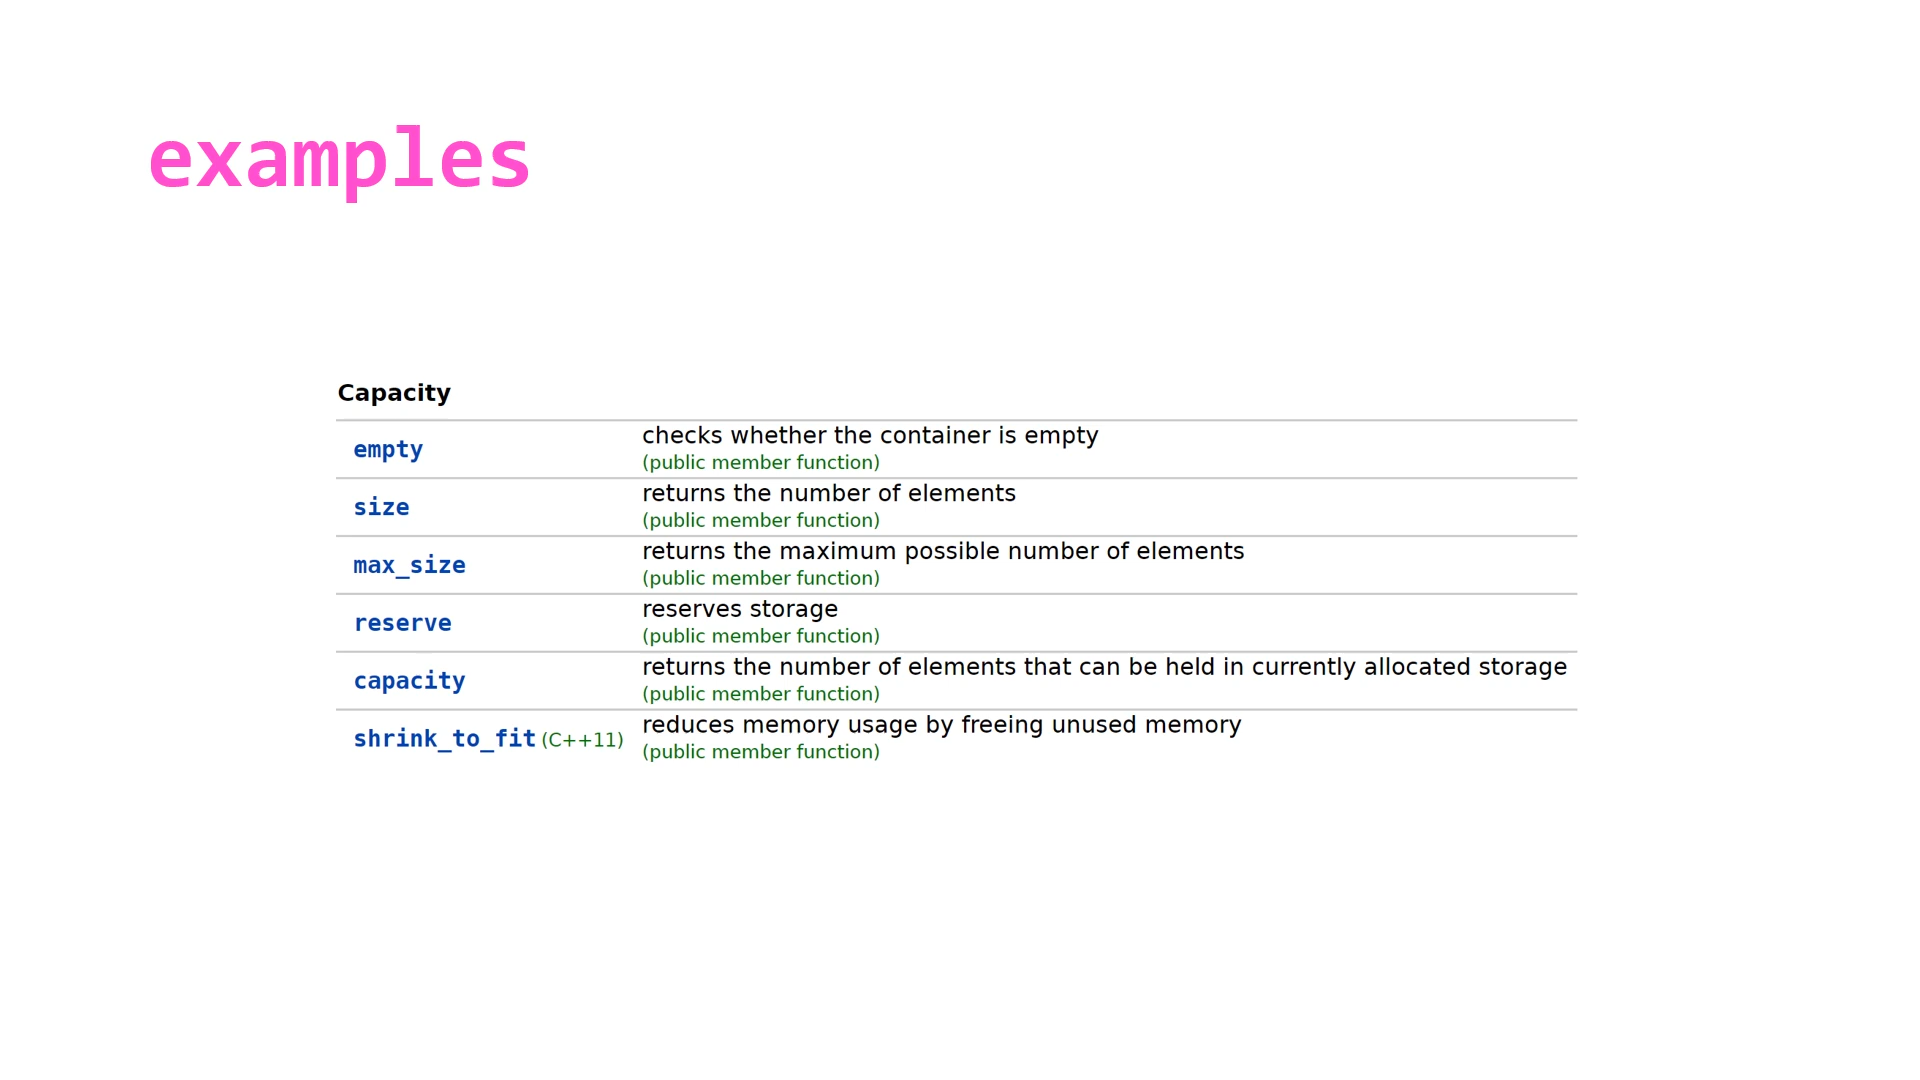 examples
Capacity
empty
checks whether the container is empty
(public member function)
size
returns the number of elements
(public member function)
max_size
returns the maximum possible number of elements
(public member function)
reserve
reserves storage
(public member function)
capacity
returns the number of elements that can be held in currently allocated storage
(public member function)
shrink_to_fit (C++11)
reduces memory usage by freeing unused memory
(public member function)